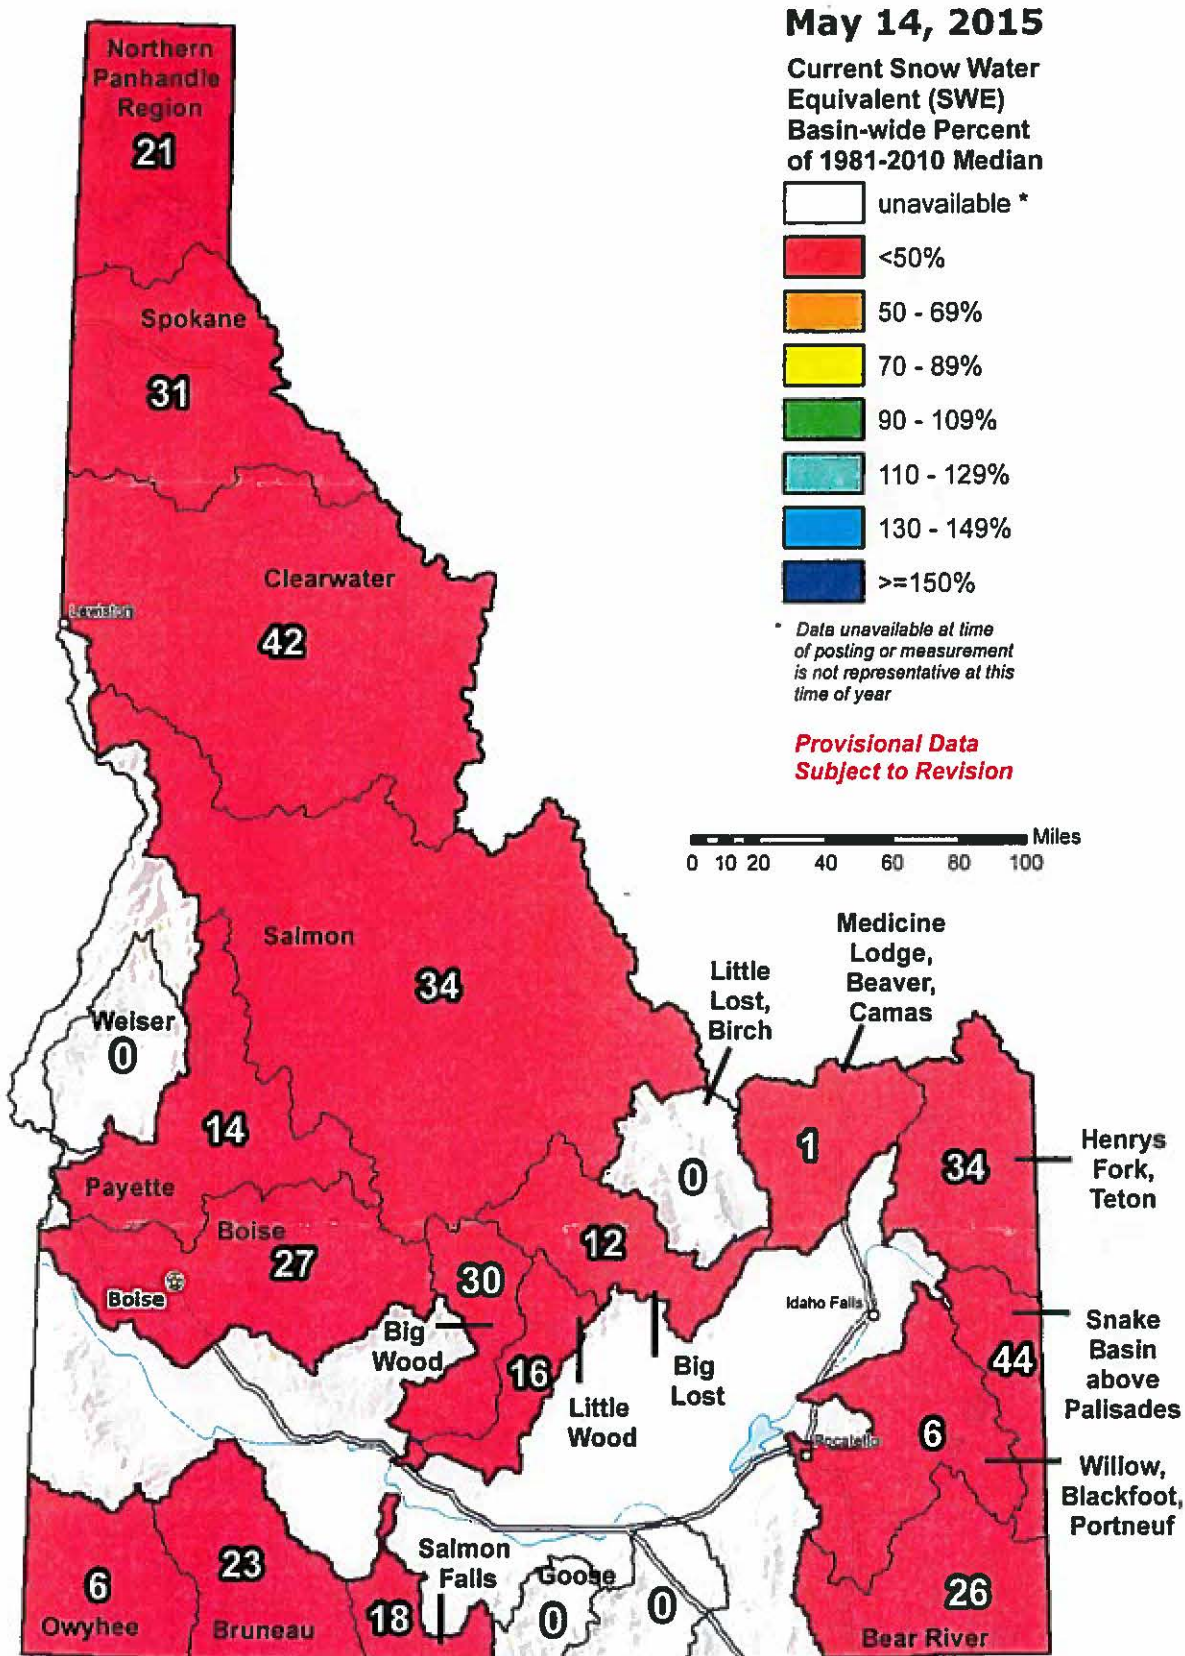 May 14, 2015
Current Snow Water
Equivalent (SWE)
Basin-wide Percent
of 1981-2010 Median
unavailable *
<50%
50 - 69%
70 - 89%
90 - 109%
110 - 129%
130 - 149%
>=150%
* Data unavailable at time
of posting or measurement
is not representative at this
time of year
Provisional Data
Subject to Revision
Miles
0 10 20 40 60 80 100
Northern
Panhandle
Region
21
Spokane
31
Clearwater
42
Lewiston
Salmon
34
Weiser
0
14
Payette
Boise
27
Boise
Little
Lost,
Birch
0
Medicine
Lodge,
Beaver,
Camas
1
Henrys
Fork,
Teton
34
12
Big
Lost
30
Big
Wood
16
Little
Wood
Idaho Falls
Snake
Basin
above
Palisades
44
Pocatello
6
Willow,
Blackfoot,
Portneuf
6
Owyhee
23
Bruneau
18
Salmon
Falls
Goose
0
0
26
Bear River